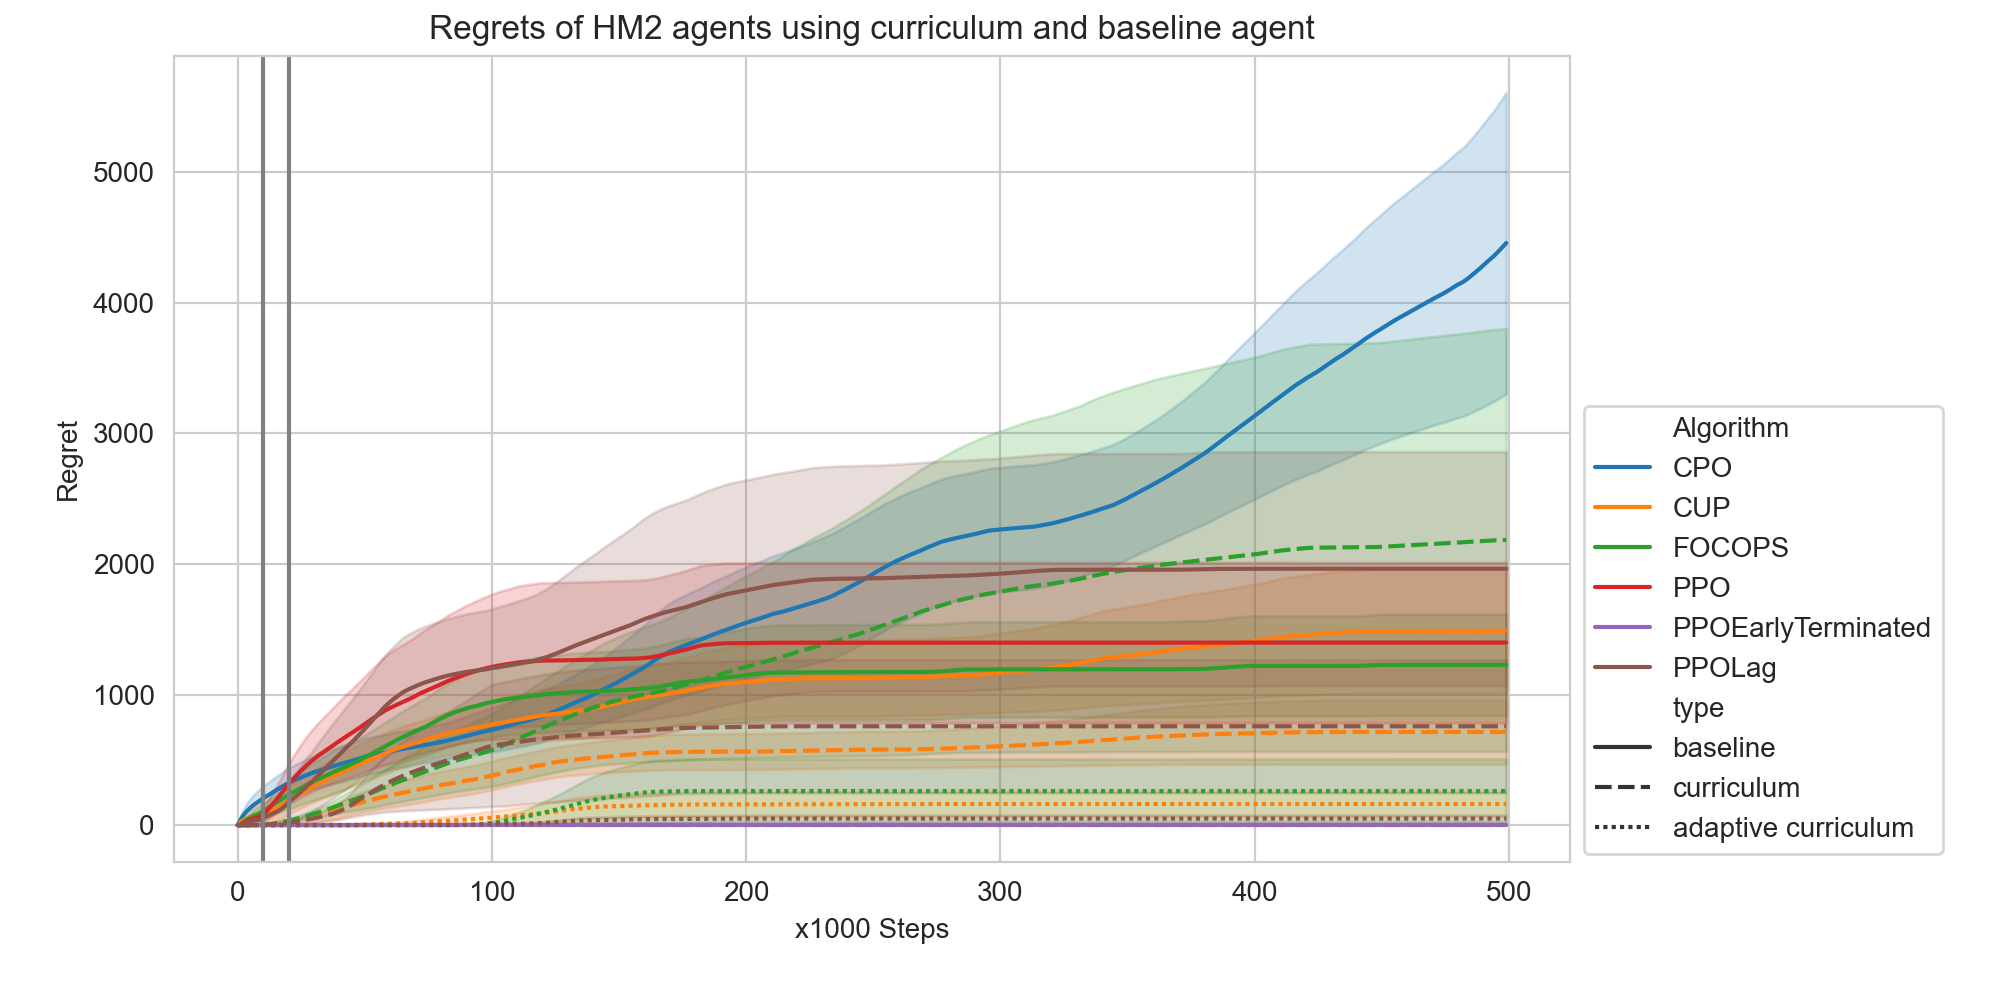 Regrets of HM2 agents using curriculum and baseline agent
5000
4000
3000
2000
1000
0
Regret
0 100 200 300 400 500
x1000 Steps
Algorithm
CPO
CUP
FOCOPS
PPO
PPOEarlyTerminated
PPOLag
type
baseline
curriculum
adaptive curriculum